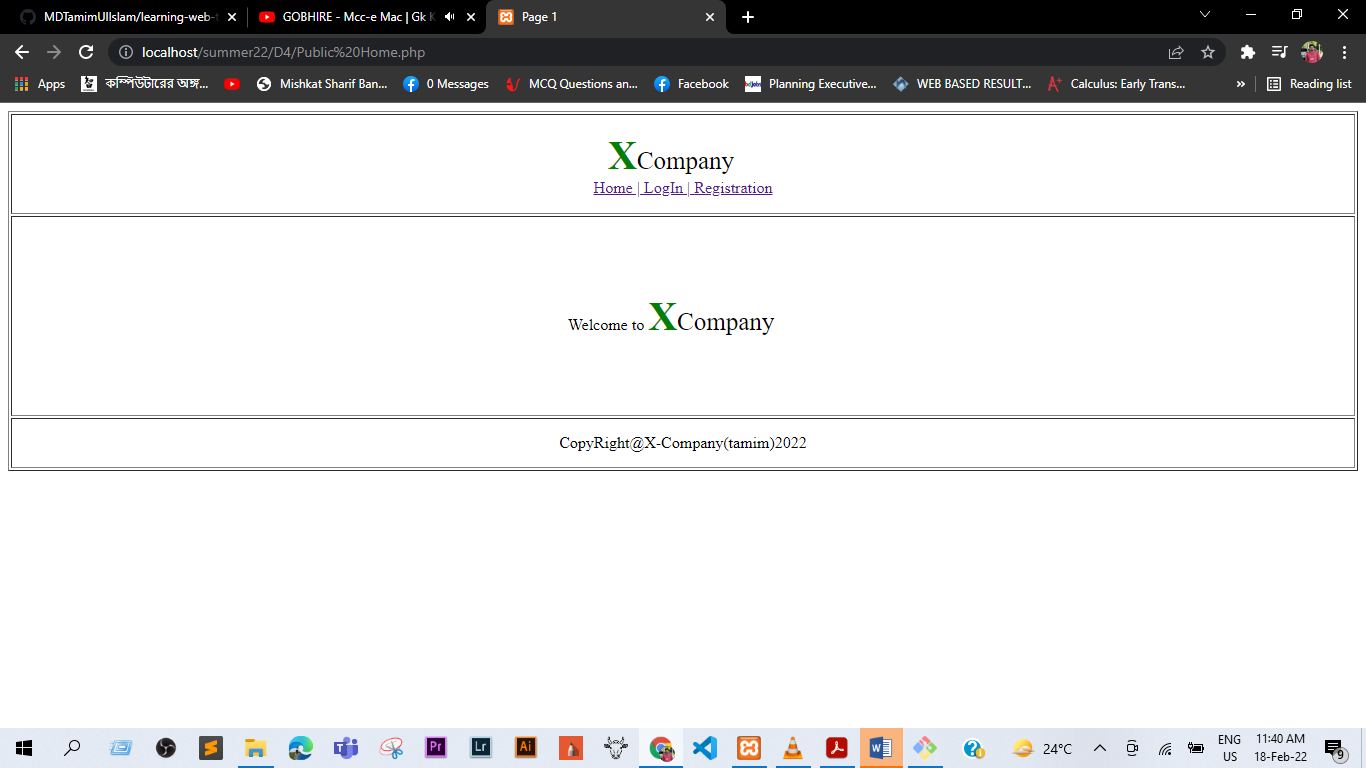 MDTamimUlIslam/learning-web-t
GOBHIRE - Mcc-e Mac | Gk K
Page 1
localhost/summer22/D4/Public%20Home.php
Apps
কম্পিউটারের অঙ্গ...
Mishkat Sharif Ban...
0 Messages
MCQ Questions an...
Facebook
Planning Executive...
WEB BASED RESULT...
Calculus: Early Trans...
»
Reading list
XCompany
Home | LogIn | Registration
Welcome to XCompany
CopyRight@X-Company(tamim)2022
Pr
Lr
Ai
24°C
ENG
US
11:40 AM
18-Feb-22
9